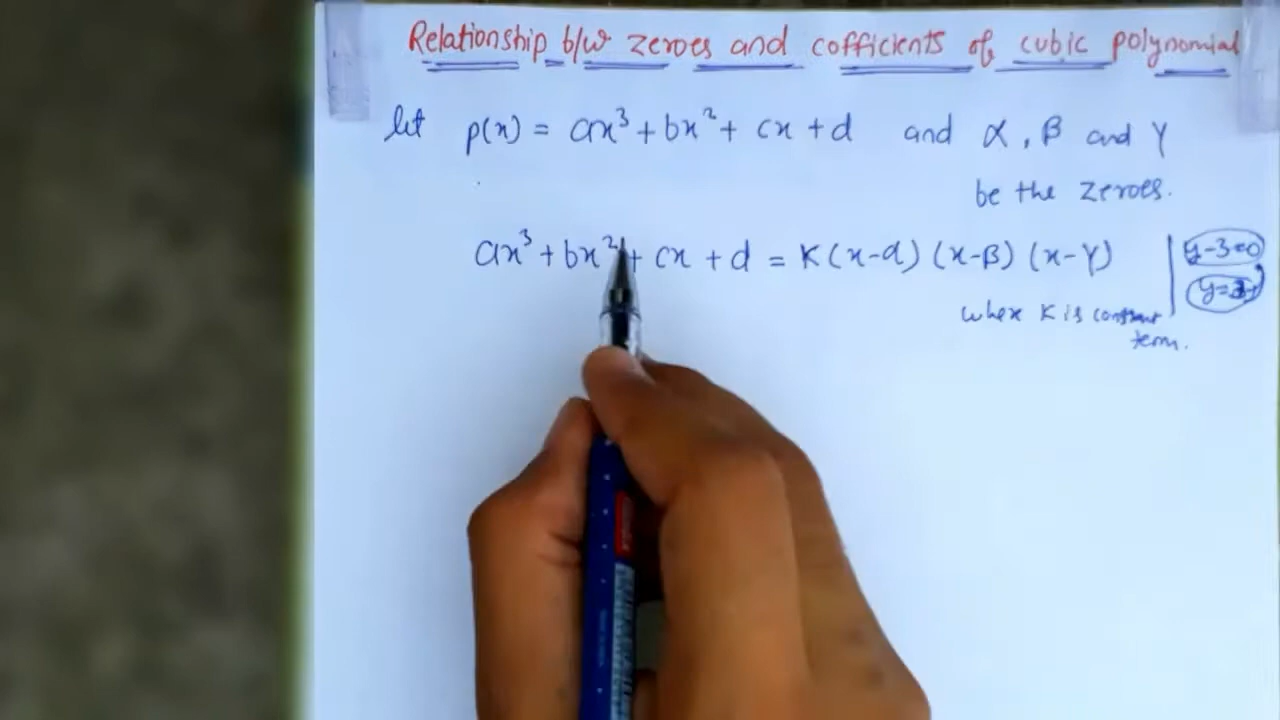 Relationship b/w zeroes and cofficients of cubic polynomial
let p(x) = ax³ + bx² + cx + d and α, β and γ
be the zeroes.
ax³ + bx² + cx + d = K(x-α) (x-β) (x-γ)
y-3=0
y=
where K is constant
term.